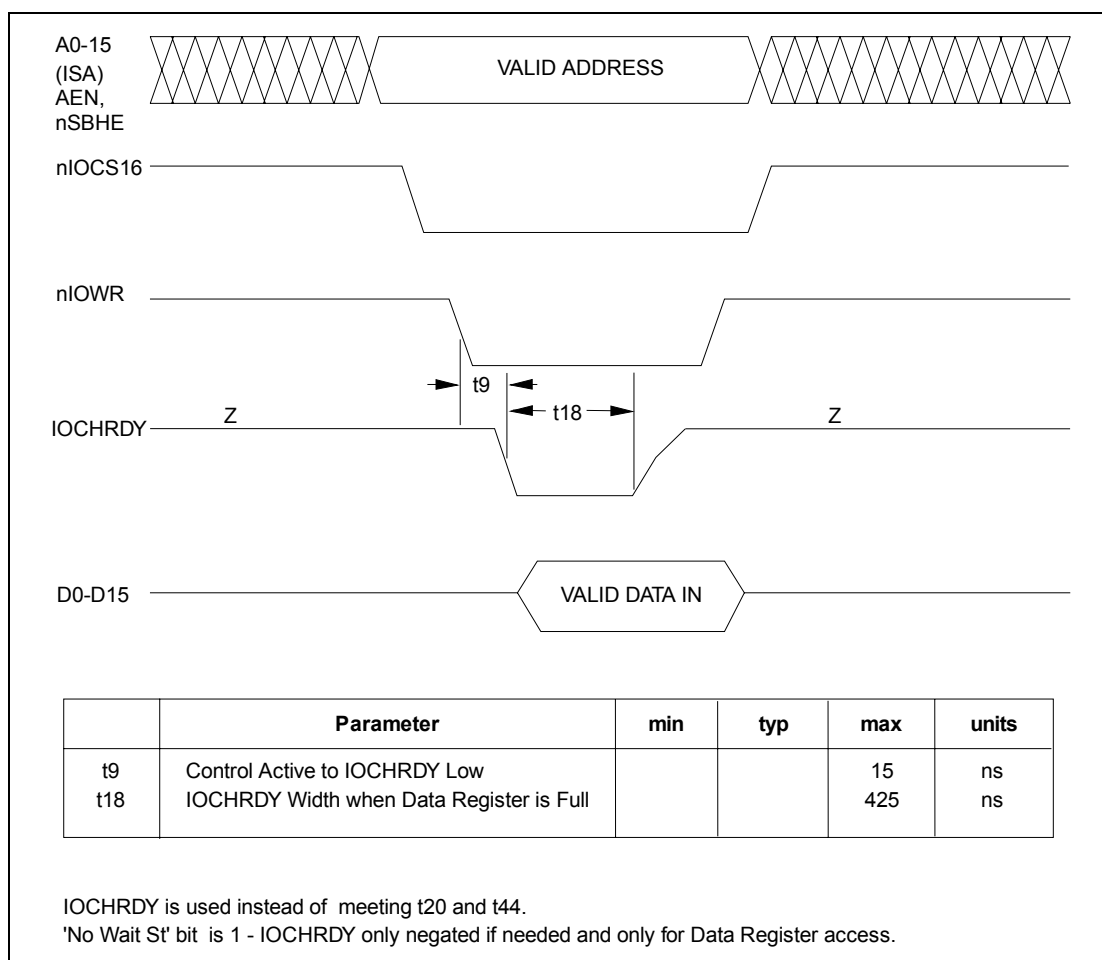 A0-15
(ISA)
AEN,
nSBHE
VALID ADDRESS
nIOCS16
nIOWR
t9
t18
IOCHRDY
Z
Z
D0-D15
VALID DATA IN
Parameter min typ max units
t9 Control Active to IOCHRDY Low 15 ns
t18 IOCHRDY Width when Data Register is Full 425 ns
IOCHRDY is used instead of meeting t20 and t44.
'No Wait St' bit is 1 - IOCHRDY only negated if needed and only for Data Register access.